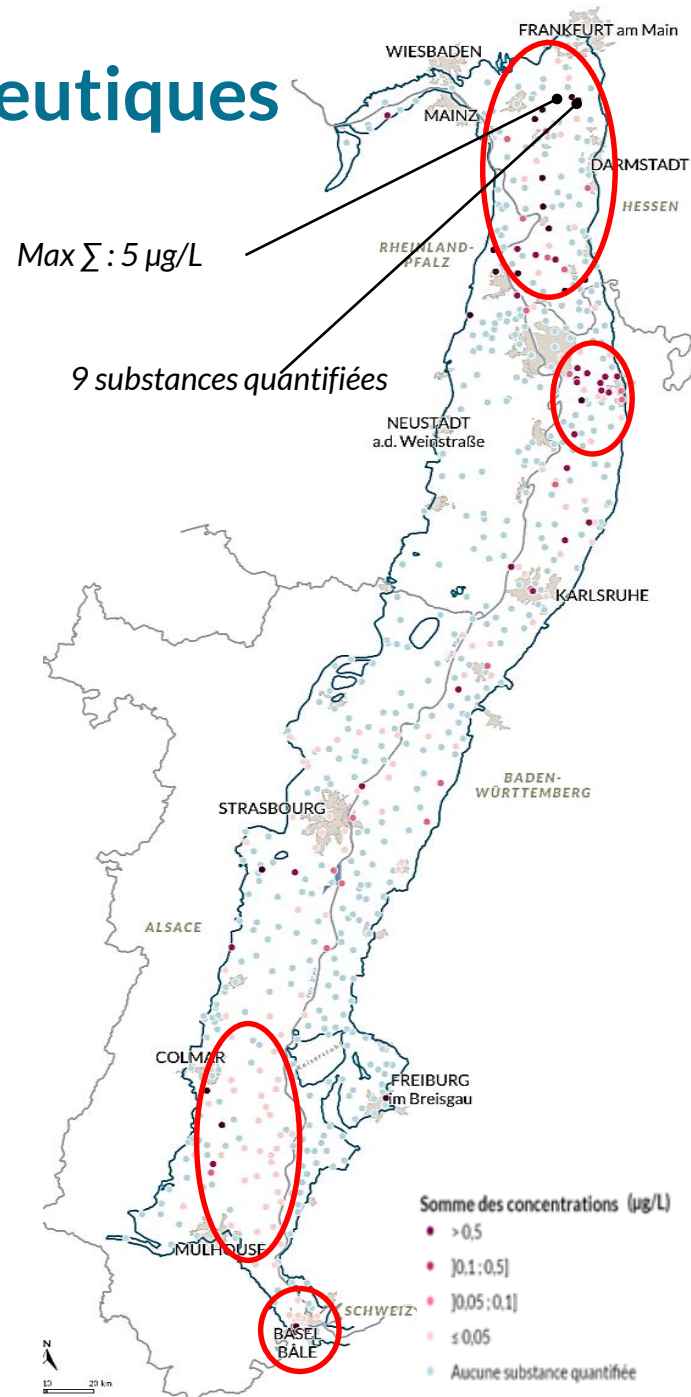 eutiques
FRANKFURT am Main
WIESBADEN
MAINZ
DARMSTADT
HESSEN
Max ∑ : 5 µg/L
RHEINLAND-
PFALZ
9 substances quantifiées
NEUSTADT
a.d. Weinstraße
KARLSRUHE
BADEN-
WÜRTTEMBERG
STRASBOURG
ALSACE
COLMAR
Kaiserstuhl
FREIBURG
im Breisgau
MULHOUSE
SCHWEIZ
BASEL
BÂLE
Somme des concentrations (µg/L)
> 0,5
]0,1 : 0,5]
]0,05 : 0,1]
≤ 0,05
Aucune substance quantifiée
N
10 20 km